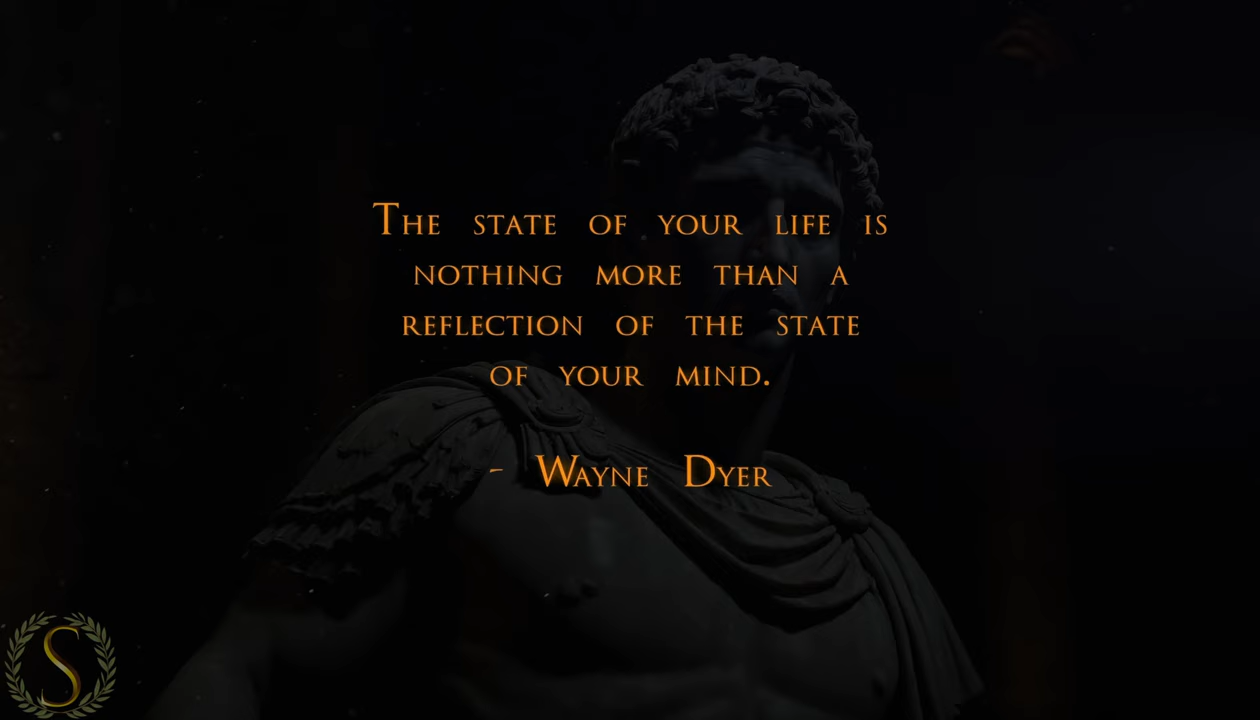 The state of your life is
nothing more than a
reflection of the state
of your mind.
- Wayne Dyer
S